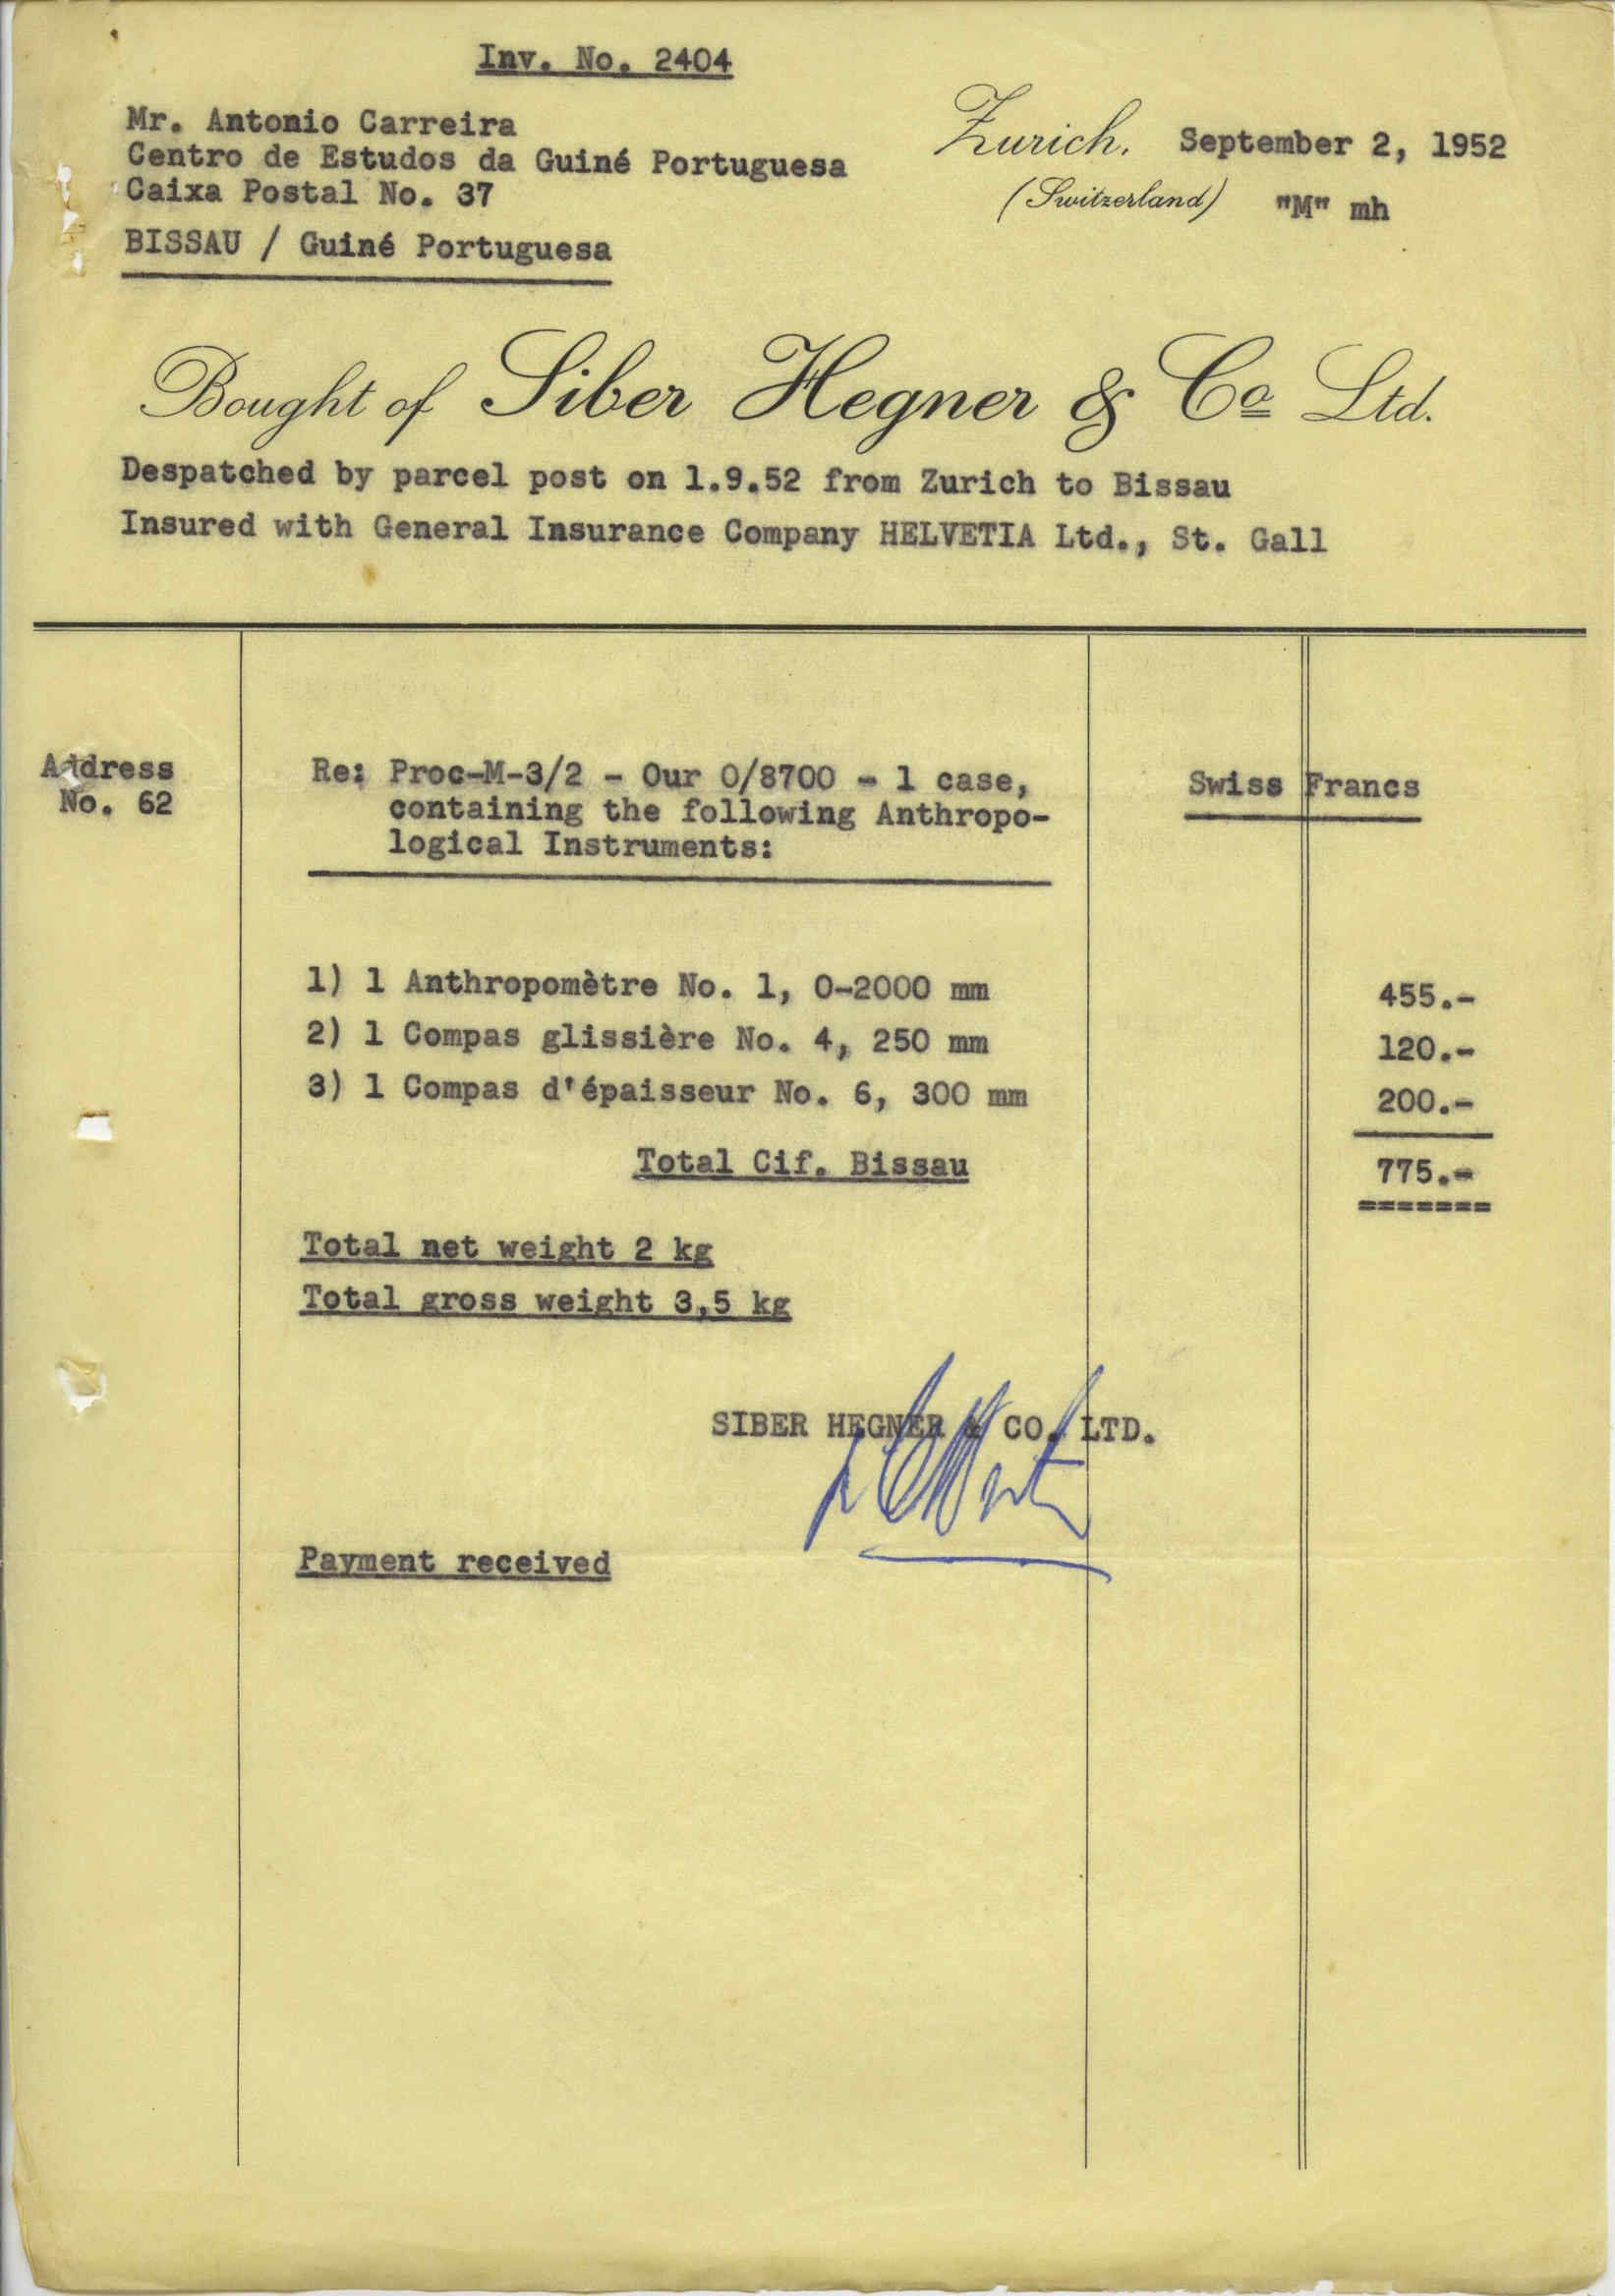 Inv. No. 2404
Mr. Antonio Carreira
Centro de Estudos da Guiné Portuguesa
Caixa Postal No. 37
BISSAU / Guiné Portuguesa
Zurich, September 2, 1952
(Switzerland) "M" mh
Bought of Siber Hegner & Co Ltd.
Despatched by parcel post on 1.9.52 from Zurich to Bissau
Insured with General Insurance Company HELVETIA Ltd., St. Gall
Address
No. 62
Re: Proc-M-3/2 - Our O/8700 - 1 case,
containing the following Anthropo-
logical Instruments:
Swiss Francs
1) 1 Anthropomètre No. 1, 0-2000 mm 455.-
2) 1 Compas glissière No. 4, 250 mm 120.-
3) 1 Compas d'épaisseur No. 6, 300 mm 200.-
Total Cif. Bissau 775.-
=======
Total net weight 2 kg
Total gross weight 3,5 kg
SIBER HEGNER & CO. LTD.
Payment received